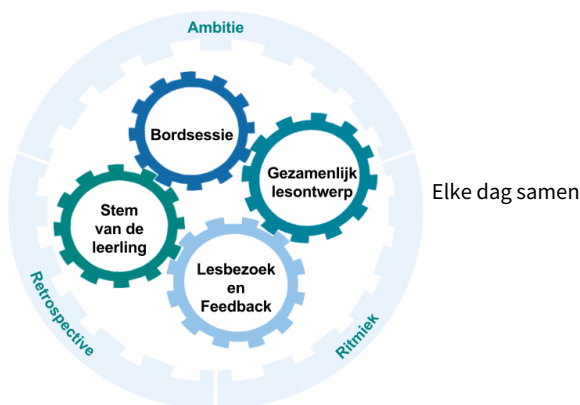 Ambitie
Bordsessie
Gezamenlijk
lesontwerp
Elke dag samen
Stem
van de
leerling
Lesbezoek
en
Feedback
Retrospective
Ritmiek